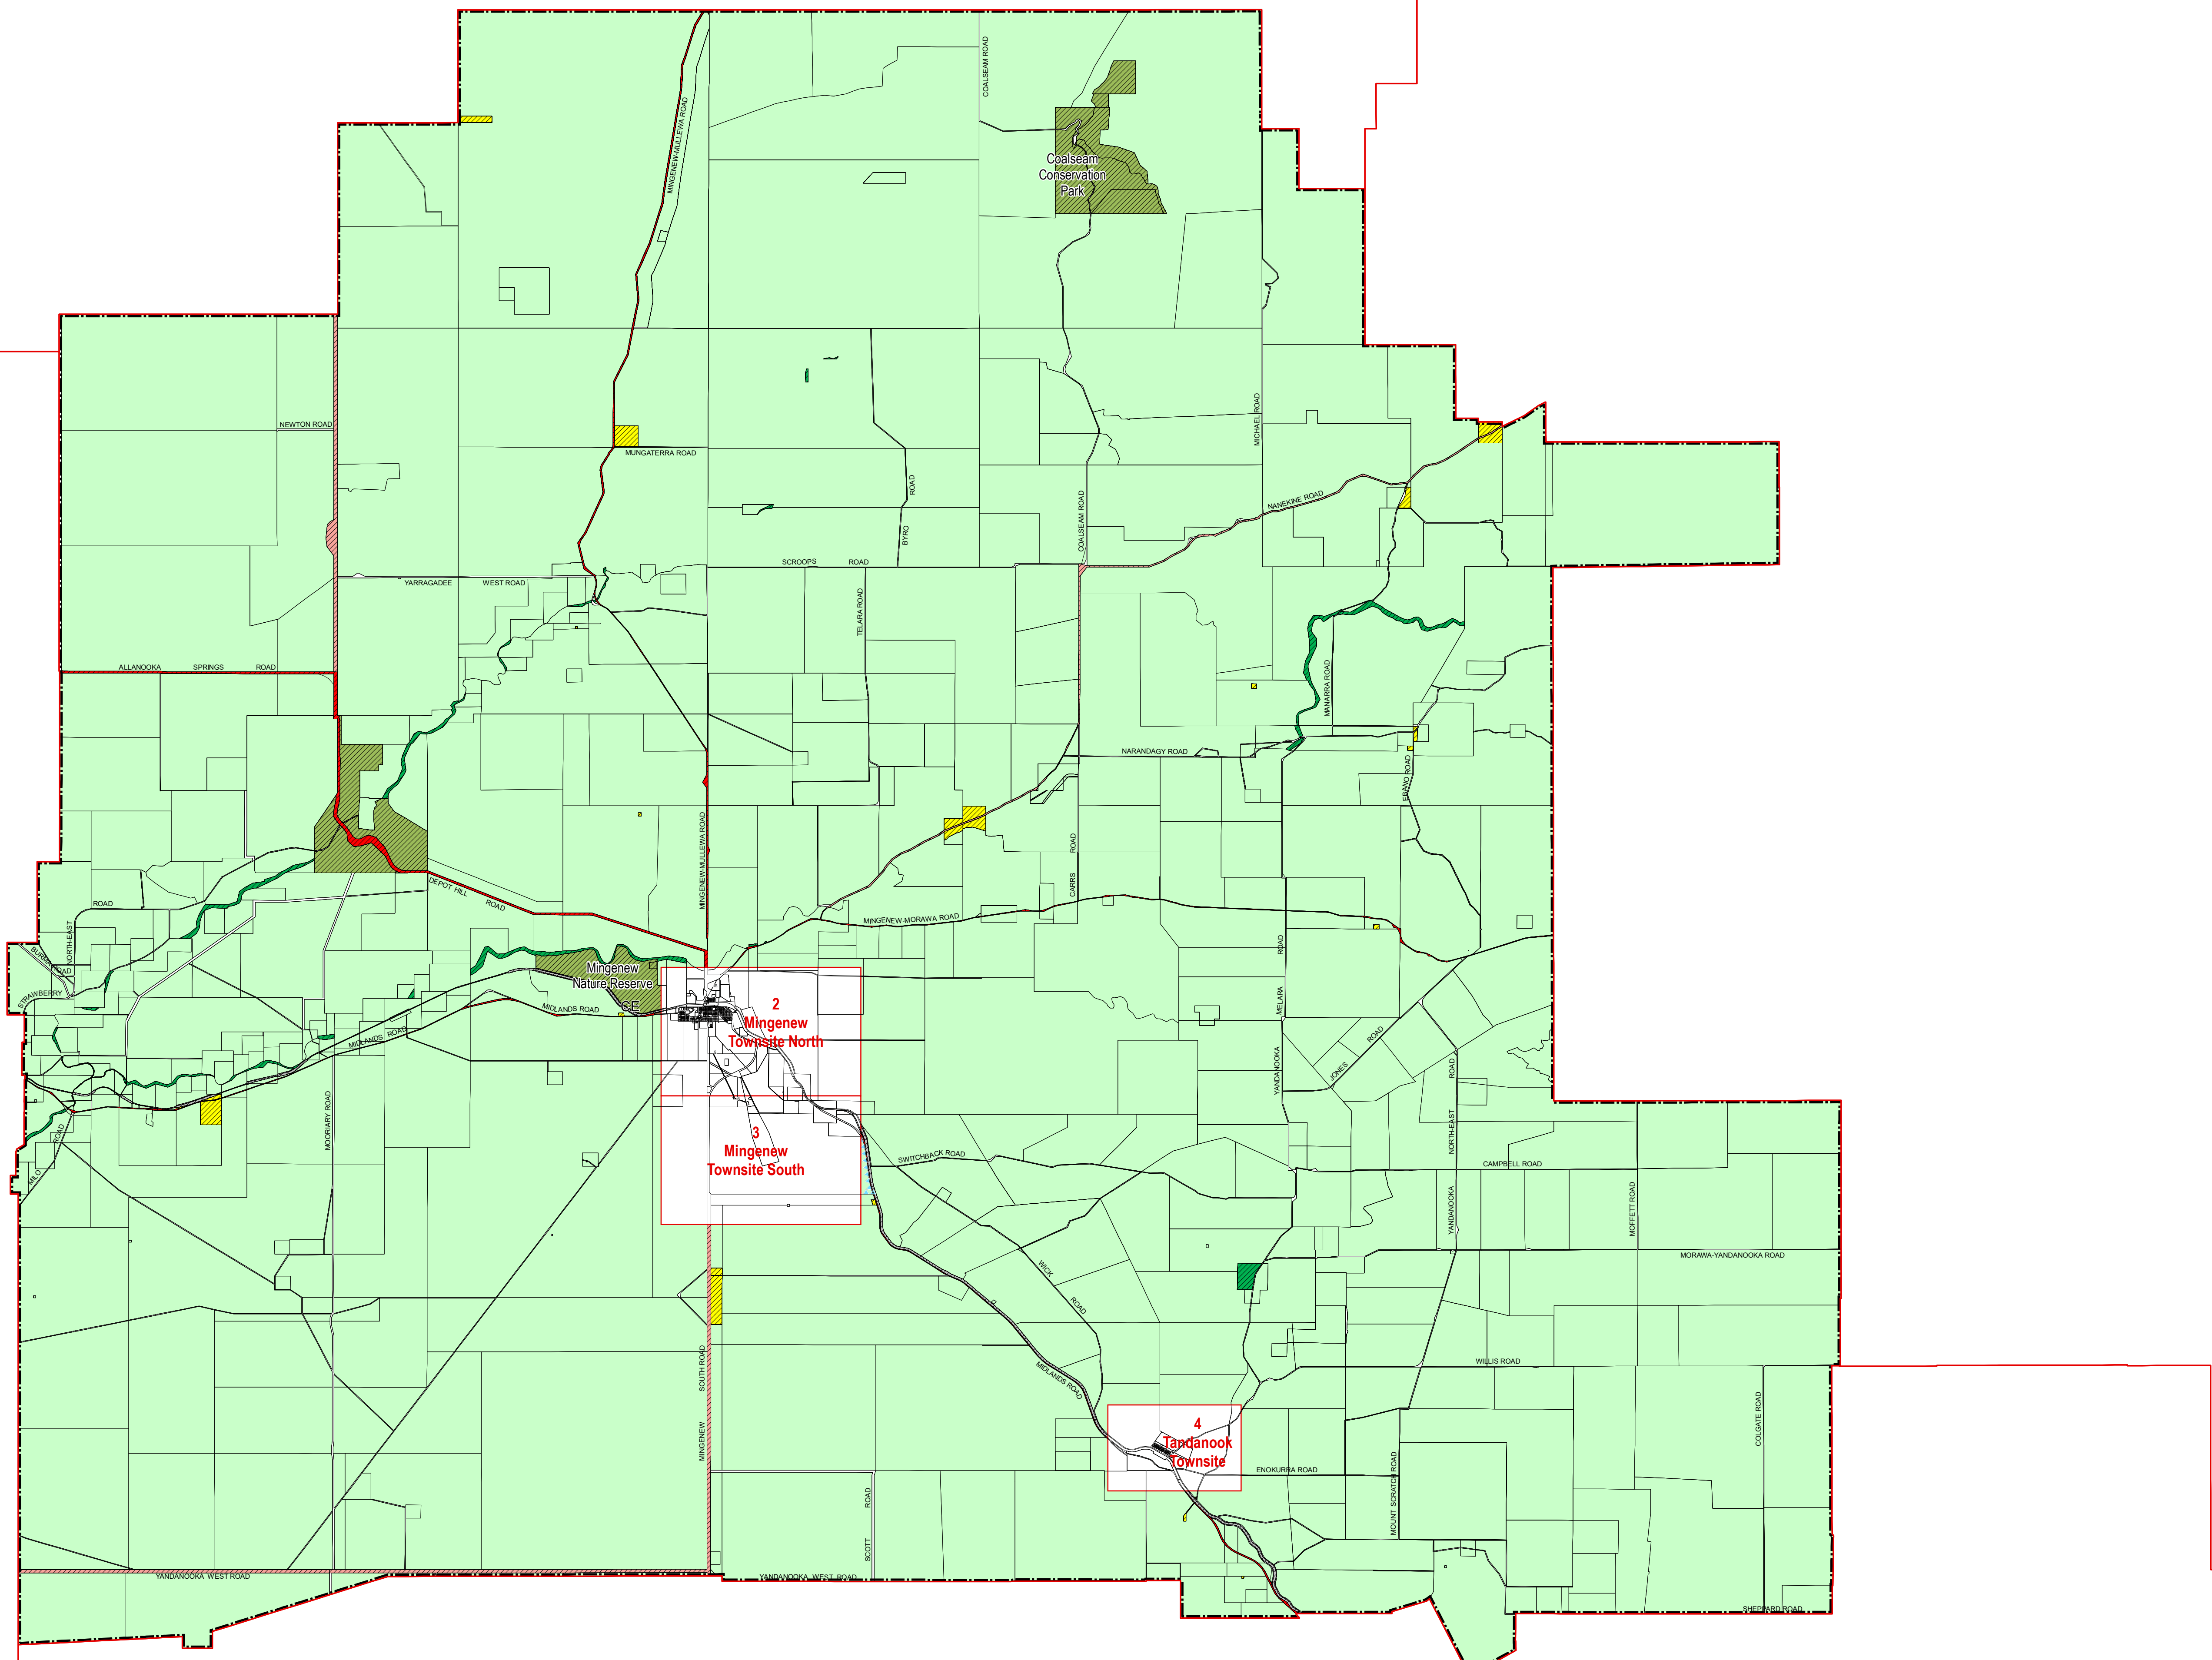 COALSEAM ROAD
MINGENEW-MULLEWA ROAD
Coalseam
Conservation
Park
NEWTON ROAD
MICHAEL ROAD
MUNGATERRA ROAD
NANEKINE ROAD
BYRO ROAD
COALSEAM ROAD
SCROOPS ROAD
YARRAGADEE WEST ROAD
TELARA ROAD
ALLANOOKA SPRINGS ROAD
MANARRA ROAD
NARANDAGY ROAD
EBANO ROAD
MINGENEW-MULLEWA ROAD
CARRS ROAD
DEPOT HILL ROAD
ROAD
MINGENEW-MORAWA ROAD
NORTH-EAST
BURMA ROAD
STRAWBERRY
Mingenew
Nature Reserve
CE
MIDLANDS ROAD
MIDLANDS ROAD
2
Mingenew
Townsite North
YANDANOOKA MELARA ROAD
JONES ROAD
MOORIARY ROAD
MILO ROAD
3
Mingenew
Townsite South
SWITCHBACK ROAD
YANDANOOKA NORTH-EAST ROAD
CAMPBELL ROAD
MOFFETT ROAD
MORAWA-YANDANOOKA ROAD
WICK ROAD
MIDLANDS ROAD
WILLIS ROAD
MINGENEW SOUTH ROAD
COLGATE ROAD
4
Tandanook
Townsite
ENOKURRA ROAD
MOUNT SCRATCH ROAD
SCOTT ROAD
YANDANOOKA WEST ROAD
YANDANOOKA WEST ROAD
SHEPPARD ROAD